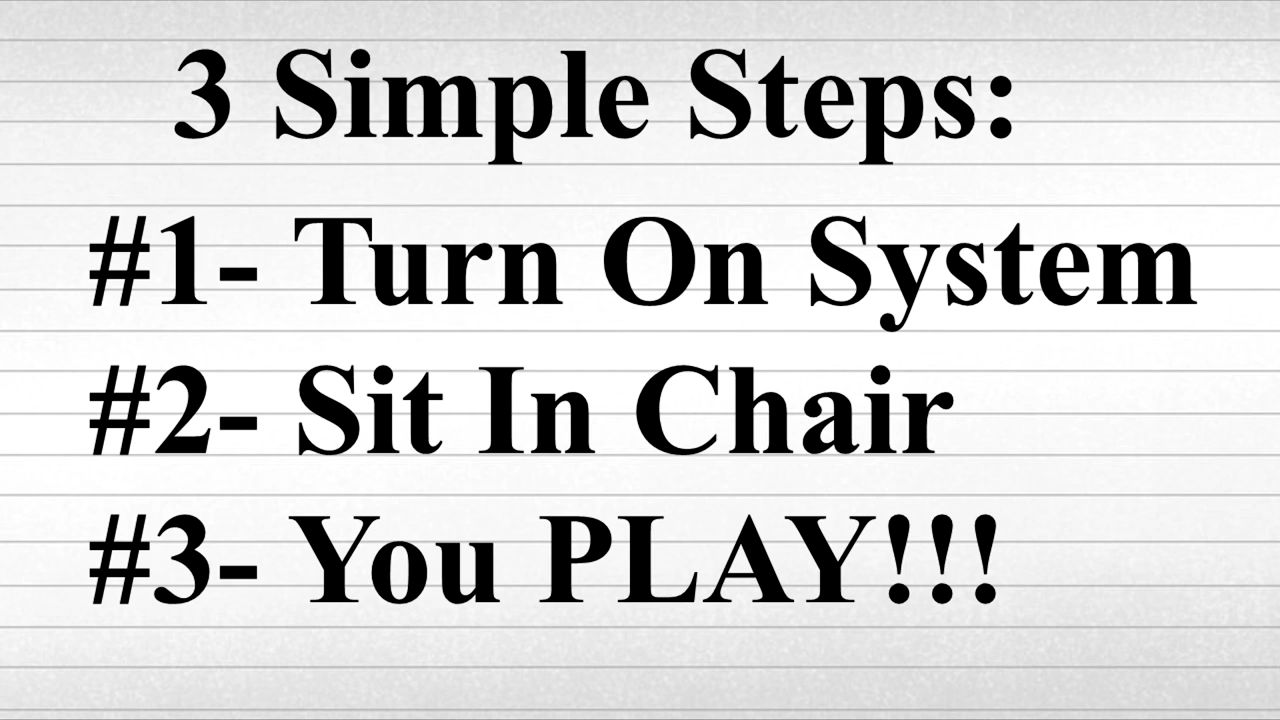 3 Simple Steps:
#1- Turn On System
#2- Sit In Chair
#3- You PLAY!!!